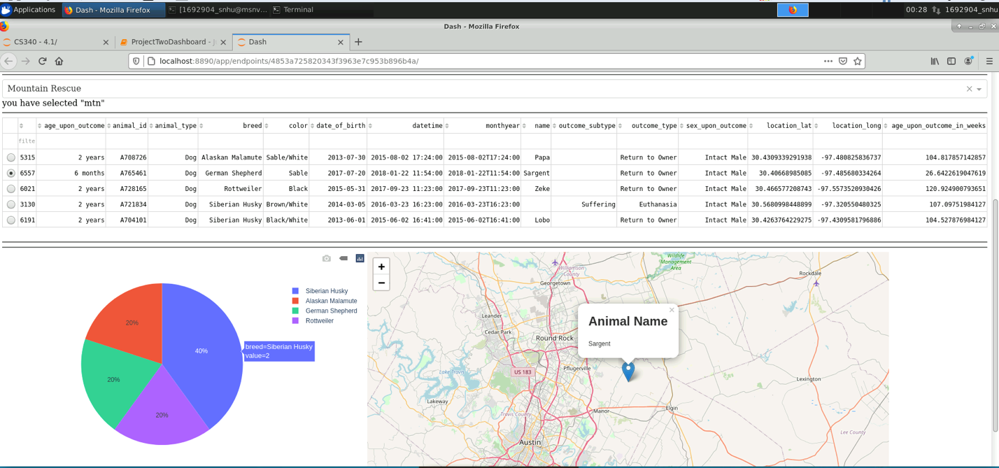 Applications Dash - Mozilla Firefox [1692904_snhu@msnv... Terminal 00:28 1692904_snhu
Dash - Mozilla Firefox
CS340 - 4.1/ ProjectTwoDashboard - J Dash
localhost:8890/app/endpoints/4853a725820343f3963e7c953b896b4a/
Mountain Rescue
you have selected "mtn"
age_upon_outcome animal_id animal_type breed color date_of_birth datetime monthyear name outcome_subtype outcome_type sex_upon_outcome location_lat location_long age_upon_outcome_in_weeks
filte
5315 2 years A708726 Dog Alaskan Malamute Sable/White 2013-07-30 2015-08-02 17:24:00 2015-08-02T17:24:00 Papa Return to Owner Intact Male 30.4309339291938 -97.480825836737 104.817857142857
6557 6 months A765461 Dog German Shepherd Sable 2017-07-20 2018-01-22 11:54:00 2018-01-22T11:54:00 Sargent Return to Owner Intact Male 30.40668985085 -97.485680334264 26.6422619047619
6021 2 years A728165 Dog Rottweiler Black 2015-05-31 2017-09-23 11:23:00 2017-09-23T11:23:00 Zeke Return to Owner Intact Male 30.466577208743 -97.5573520930426 120.924900793651
3130 2 years A721834 Dog Siberian Husky Brown/White 2014-03-05 2016-03-23 16:23:00 2016-03-23T16:23:00 Suffering Euthanasia Intact Male 30.5680998448899 -97.320550480325 107.09751984127
6191 2 years A704101 Dog Siberian Husky Black/White 2013-06-01 2015-06-02 16:41:00 2015-06-02T16:41:00 Lobo Return to Owner Intact Male 30.4263764229275 -97.4309581796886 104.527876984127
Siberian Husky
Alaskan Malamute
German Shepherd
Rottweiler
20%
40%
20%
20%
breed=Siberian Husky
value=2
+
−
Wildlife
Management
Area
Williamson
County
Georgetown
Rockdale
Leander
Cedar Park
Round Rock
Animal Name
Sargent
Pflugerville
US 183
Lake Travis
Lexington
Lakeway
Manor
Elgin
Travis County
Lee County
Austin